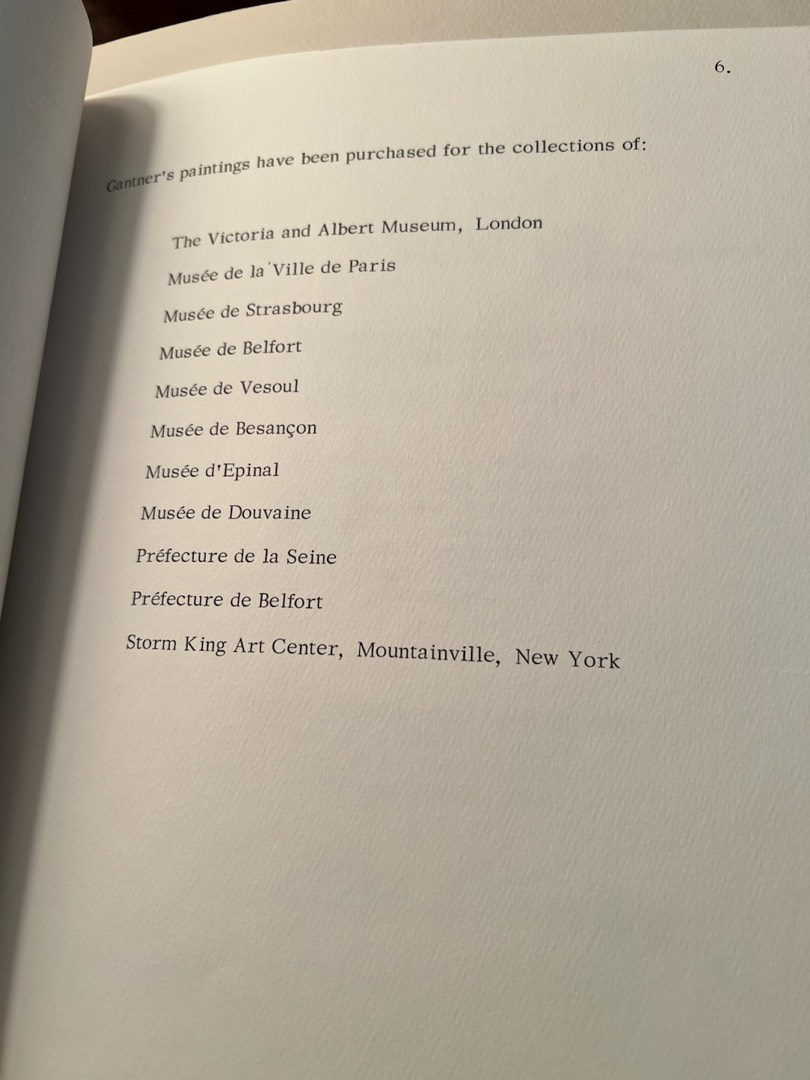 6.
Gantner's paintings have been purchased for the collections of:
The Victoria and Albert Museum, London
Musée de la Ville de Paris
Musée de Strasbourg
Musée de Belfort
Musée de Vesoul
Musée de Besançon
Musée d'Epinal
Musée de Douvaine
Préfecture de la Seine
Préfecture de Belfort
Storm King Art Center, Mountainville, New York